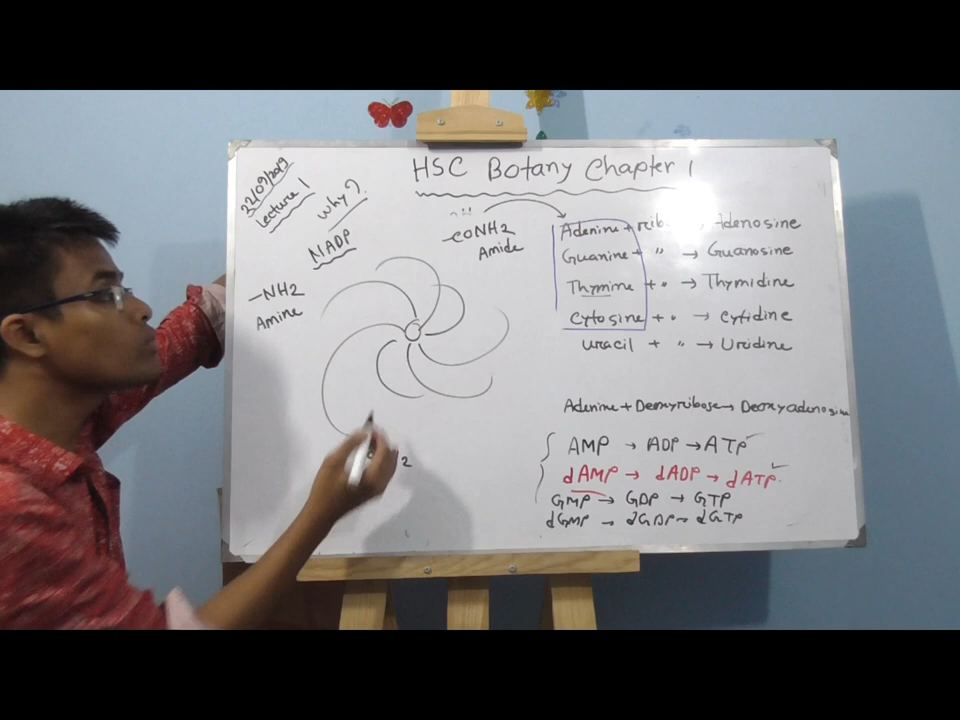 HSC Botany Chapter 1
22/09/2019
Lecture 1
why?
NADP
-NH2
Amine
-CONH2
Amide
Adenine + → Adenosine
Guanine + " → Guanosine
Thymine + " → Thymidine
Cytosine + " → Cytidine
Uracil + " → Uridine
Adenine + Deoxyribose → Deoxyadenosine
AMP → ADP → ATP
dAMP → dADP → dATP
GMP → GDP → GTP
dGMP → dGDP → dGTP
2